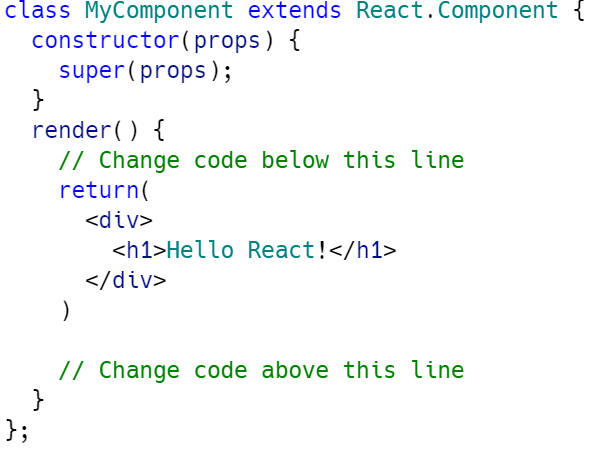 class MyComponent extends React.Component {
  constructor(props) {
    super(props);
  }
  render() {
    // Change code below this line
    return(
      <div>
        <h1>Hello React!</h1>
      </div>
    )

    // Change code above this line
  }
};